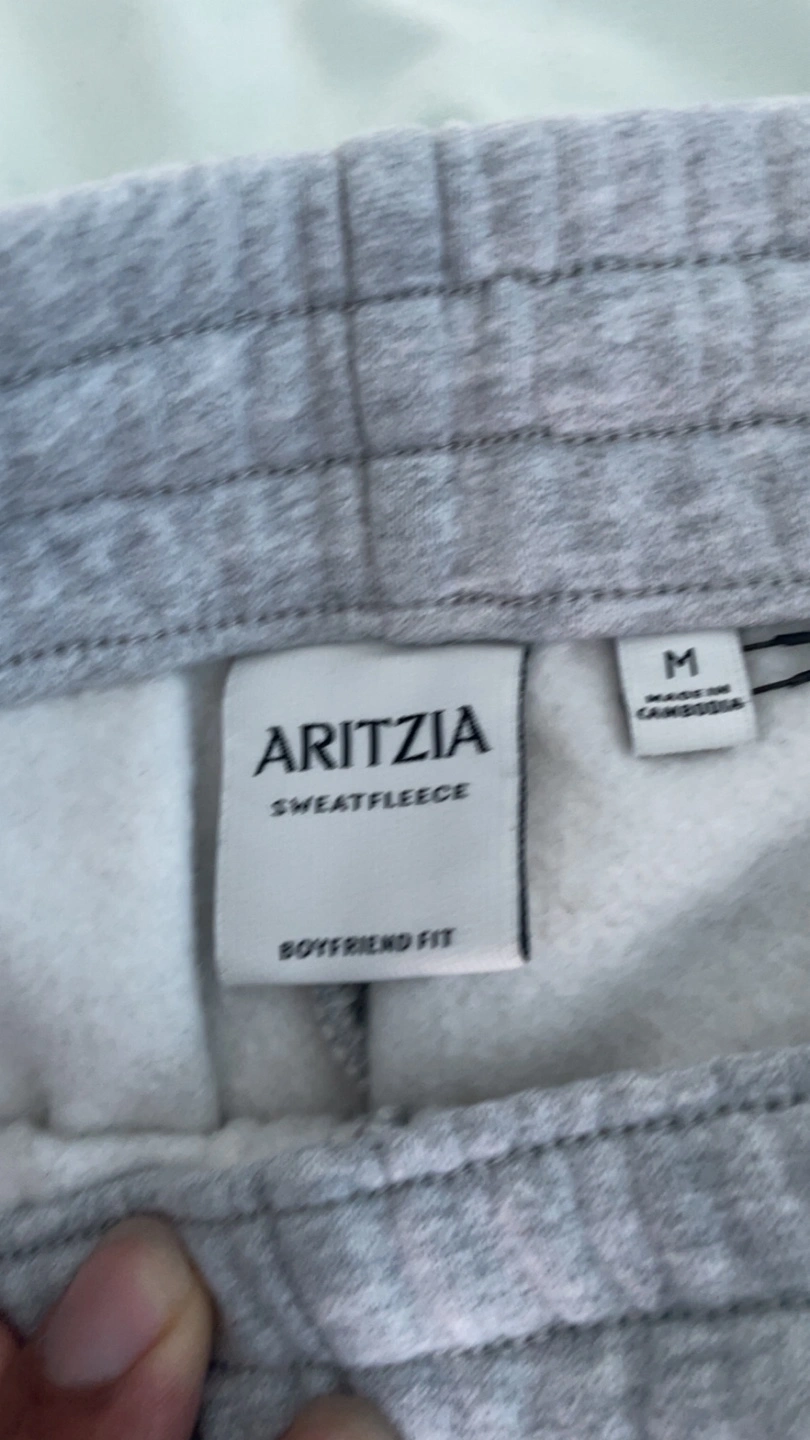 ARITZIA
SWEATFLEECE
BOYFRIEND FIT
M
MADE IN
CAMBODIA